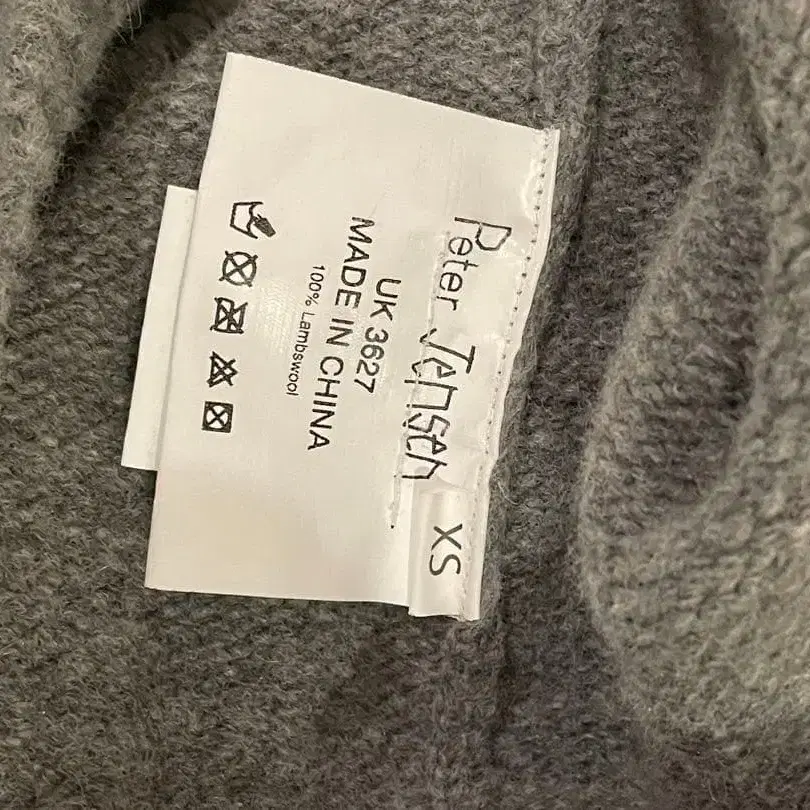 Peter Jensen
XS
UK 3627
MADE IN CHINA
100% Lambswool